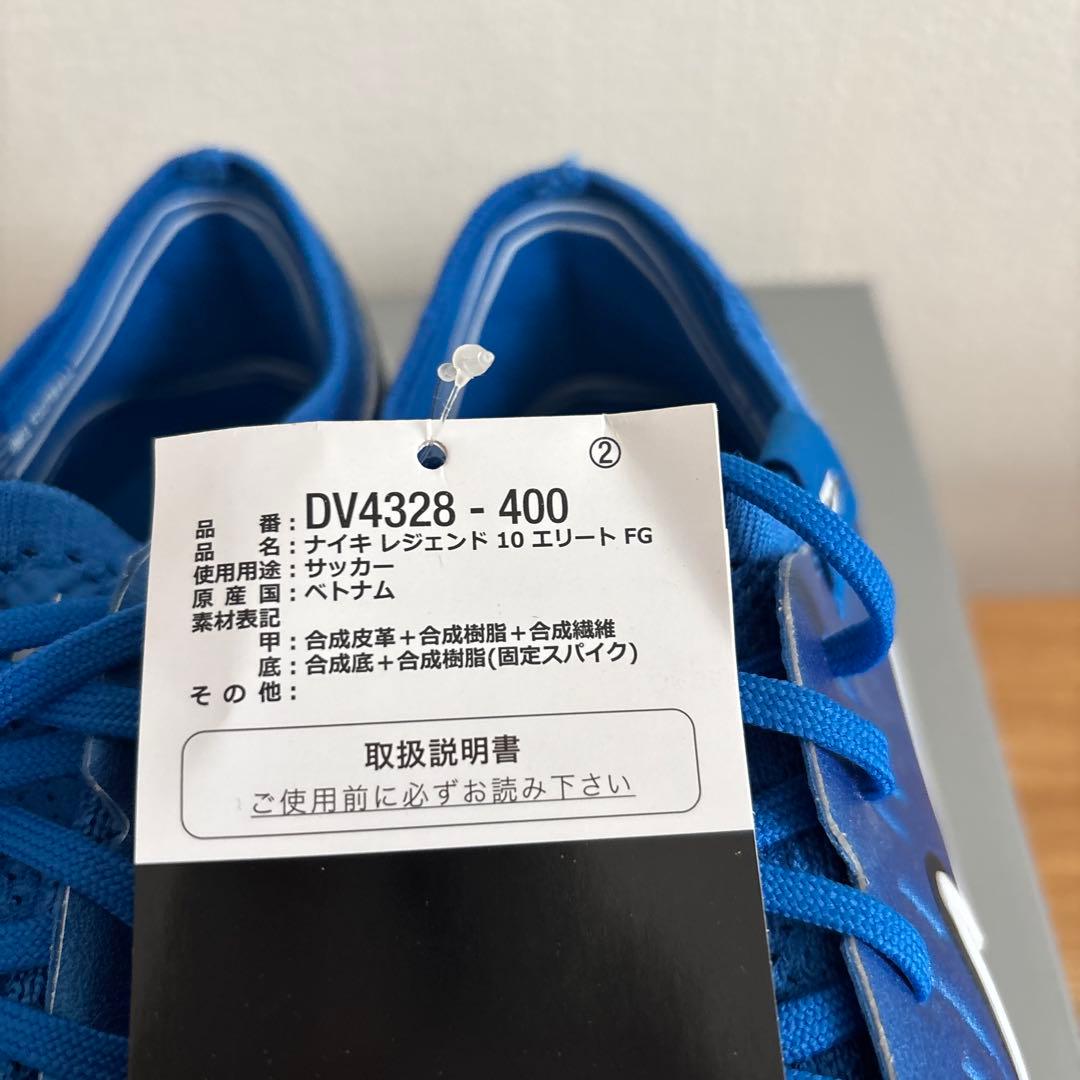 ②
品番：DV4328 - 400
品名：ナイキ レジェンド 10 エリート FG
使用用途：サッカー
原産国：ベトナム
素材表記
甲：合成皮革＋合成樹脂＋合成繊維
底：合成底＋合成樹脂(固定スパイク)
その他：
取扱説明書
ご使用前に必ずお読み下さい